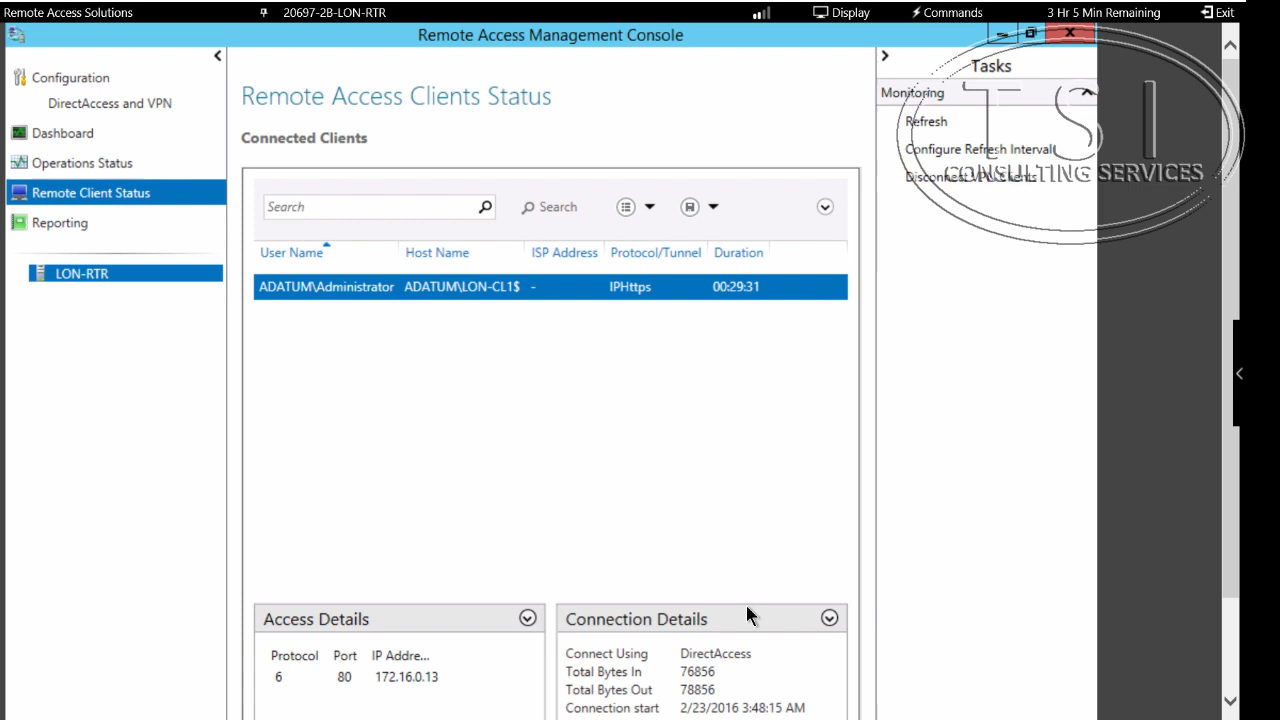 Remote Access Solutions 20697-2B-LON-RTR Display Commands 3 Hr 5 Min Remaining Exit
Remote Access Management Console
Configuration
DirectAccess and VPN
Dashboard
Operations Status
Remote Client Status
Reporting
LON-RTR
Remote Access Clients Status
Connected Clients
Search Search
User Name Host Name ISP Address Protocol/Tunnel Duration
ADATUM\Administrator ADATUM\LON-CL1$ - IPHttps 00:29:31
Access Details
Protocol Port IP Addre...
6 80 172.16.0.13
Connection Details
Connect Using DirectAccess
Total Bytes In 76856
Total Bytes Out 78856
Connection start 2/23/2016 3:48:15 AM
Tasks
Monitoring
Refresh
Configure Refresh Interval
Disconnect VPN Clients
TSI
CONSULTING SERVICES